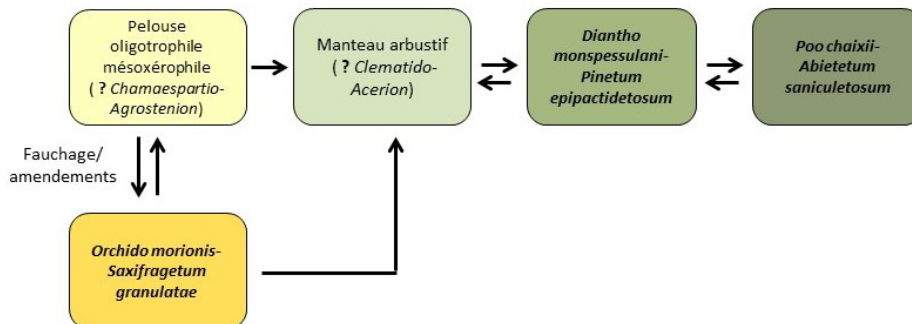 Pelouse
oligotrophile
mésoxérophile
( ? Chamaespartio-
Agrostenion)
Manteau arbustif
( ? Clematido-
Acerion)
Diantho
monspessulani-
Pinetum
epipactidetosum
Poo chaixii-
Abietetum
saniculetosum
Fauchage/
amendements
Orchido morionis-
Saxifragetum
granulatae